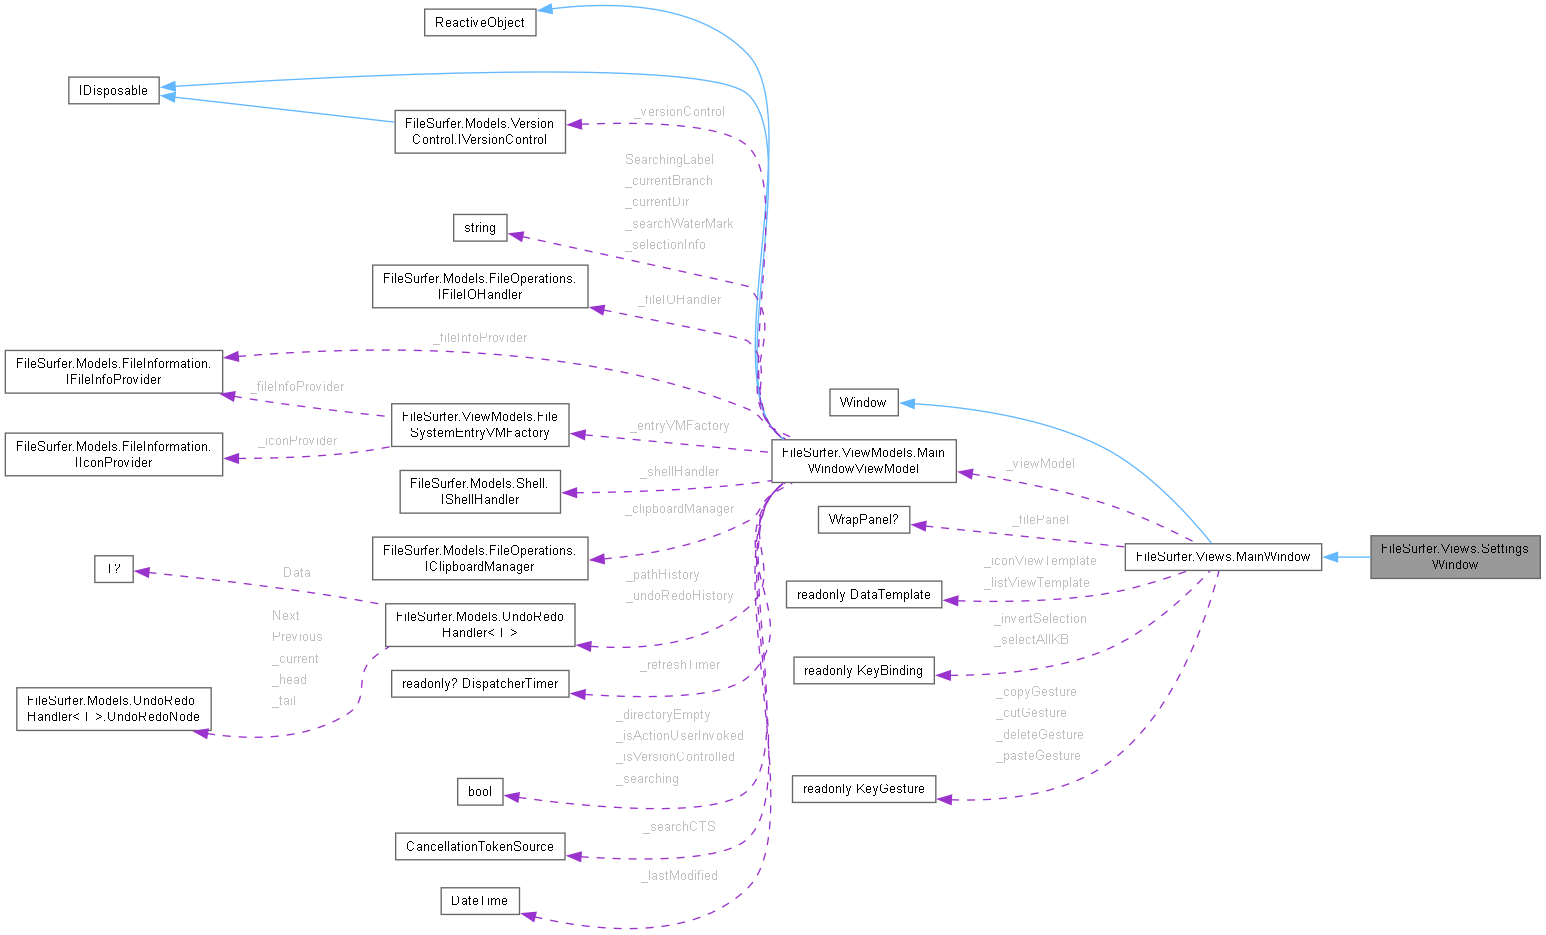 ReactiveObject
IDisposable
FileSurfer.Models.Version
Control.IVersionControl
_versionControl
SearchingLabel
_currentBranch
_currentDir
_searchWaterMark
_selectionInfo
string
FileSurfer.Models.FileOperations.
IFileIOHandler
_fileIOHandler
_fileInfoProvider
FileSurfer.Models.FileInformation.
IFileInfoProvider
_fileInfoProvider
FileSurfer.ViewModels.File
SystemEntryVMFactory
_entryVMFactory
_iconProvider
FileSurfer.Models.FileInformation.
IIconProvider
FileSurfer.Models.Shell.
IShellHandler
_shellHandler
_clipboardManager
FileSurfer.Models.FileOperations.
IClipboardManager
FileSurfer.ViewModels.Main
WindowViewModel
Window
_viewModel
WrapPanel?
_filePanel
FileSurfer.Views.MainWindow
FileSurfer.Views.Settings
Window
_iconViewTemplate
_listViewTemplate
readonly DataTemplate
_invertSelection
_selectAllKB
readonly KeyBinding
_copyGesture
_cutGesture
_deleteGesture
_pasteGesture
readonly KeyGesture
T?
Data
_pathHistory
_undoRedoHistory
FileSurfer.Models.UndoRedo
Handler< T >
Next
Previous
_current
_head
_tail
FileSurfer.Models.UndoRedo
Handler< T >.UndoRedoNode
_refreshTimer
readonly? DispatcherTimer
_directoryEmpty
_isActionUserInvoked
_isVersionControlled
_searching
bool
_searchCTS
CancellationTokenSource
_lastModified
DateTime